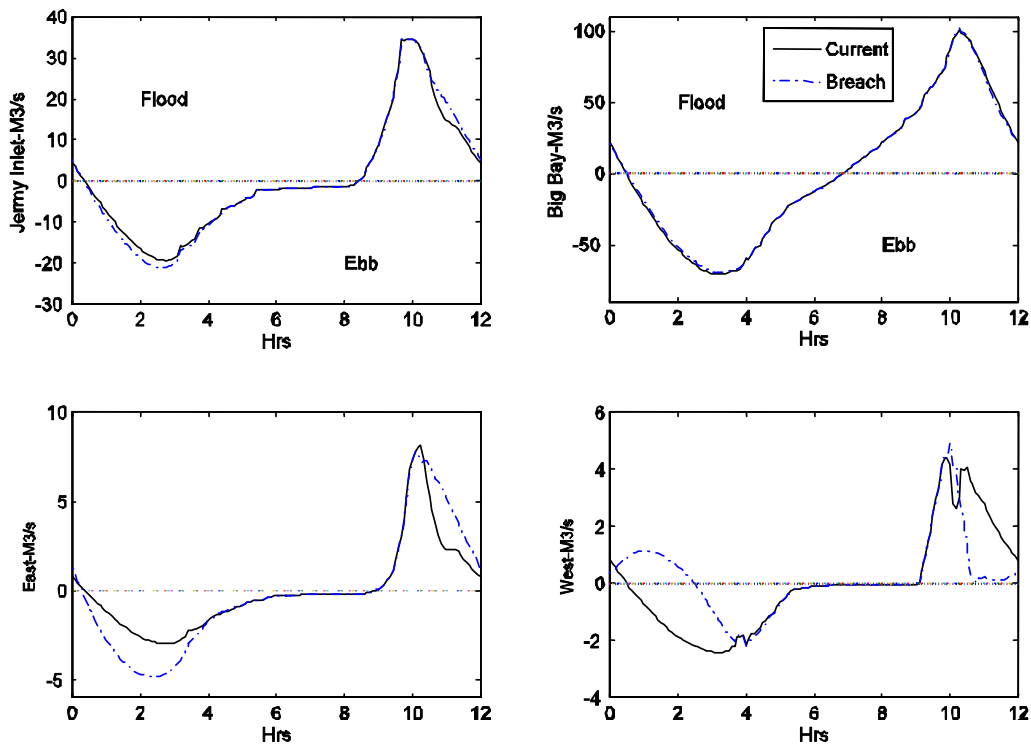 40
30
20
10
0
-10
-20
-30
Jermy Inlet-M3/s
Flood
Ebb
0 2 4 6 8 10 12
Hrs
100
50
0
-50
Big Bay-M3/s
Current
Breach
Flood
Ebb
0 2 4 6 8 10 12
Hrs
10
5
0
-5
East-M3/s
0 2 4 6 8 10 12
Hrs
6
4
2
0
-2
-4
West-M3/s
0 2 4 6 8 10 12
Hrs